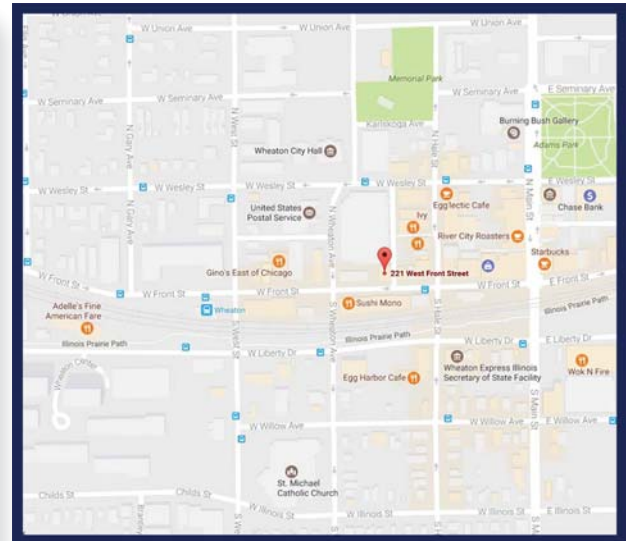 W Union Ave
W Union Ave
Memorial Park
W Seminary Ave
W Seminary Ave
E Seminary Ave
N Gary Ave
N West St
Karlskoga Ave
Burning Bush Gallery
Adams Park
Wheaton City Hall
N Hale St
N Main St
W Wesley St
W Wesley St
W Wesley St
E Wesley St
N Gary Ave
United States
Postal Service
N Wheaton Ave
Egg'lectic Cafe
Chase Bank
Ivy
River City Roasters
Starbucks
Gino's East of Chicago
221 West Front Street
W Front St
W Front St
W Front St
E Front St
Adelle's Fine
American Fare
Wheaton
Sushi Mono
Illinois Prairie Path
Illinois Prairie Path
Illinois Prairie Path
S West St
S Wheaton Ave
S Hale St
W Liberty Dr
W Liberty Dr
E Liberty Dr
Wheaton Center
Egg Harbor Cafe
Wheaton Express Illinois
Secretary of State Facility
Wok N Fire
S Main St
W Willow Ave
W Willow Ave
E Willow Ave
St. Michael
Catholic Church
Childs St
Childs St
W Illinois St
W Illinois St
E Illinois St